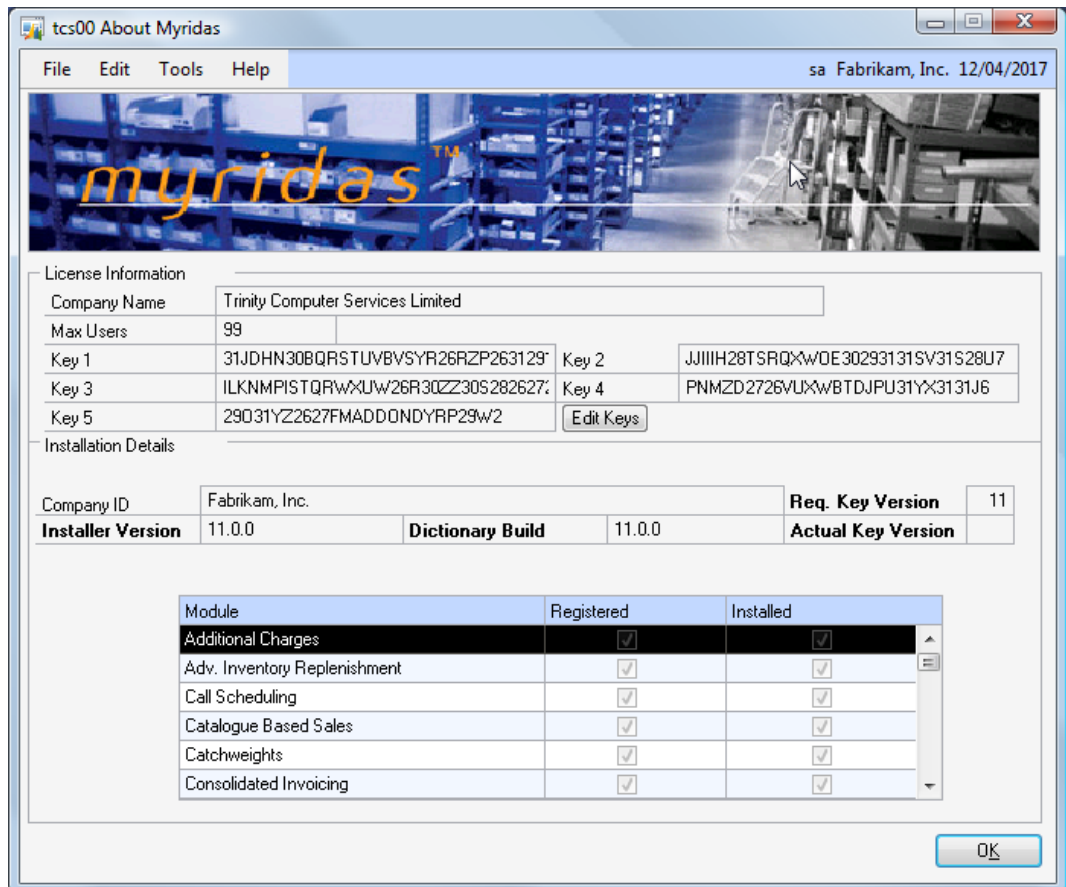 tcs00 About Myridas
File Edit Tools Help sa Fabrikam, Inc. 12/04/2017
myridas™
License Information
Company Name Trinity Computer Services Limited
Max Users 99
Key 1 31JDHN30BQRSTUVBVSYR26RZP263129 Key 2 JJIIIH28TSRQXWOE30293131SV31S28U7
Key 3 ILKNMPISTQRWXUW26R30ZZ30S282627 Key 4 PNMZD2726VUXWBTDJPU31YX3131J6
Key 5 29O31YZ2627FMADDONDYRP29W2 Edit Keys
Installation Details
Company ID Fabrikam, Inc. Req. Key Version 11
Installer Version 11.0.0 Dictionary Build 11.0.0 Actual Key Version
Module Registered Installed
Additional Charges
Adv. Inventory Replenishment
Call Scheduling
Catalogue Based Sales
Catchweights
Consolidated Invoicing
OK